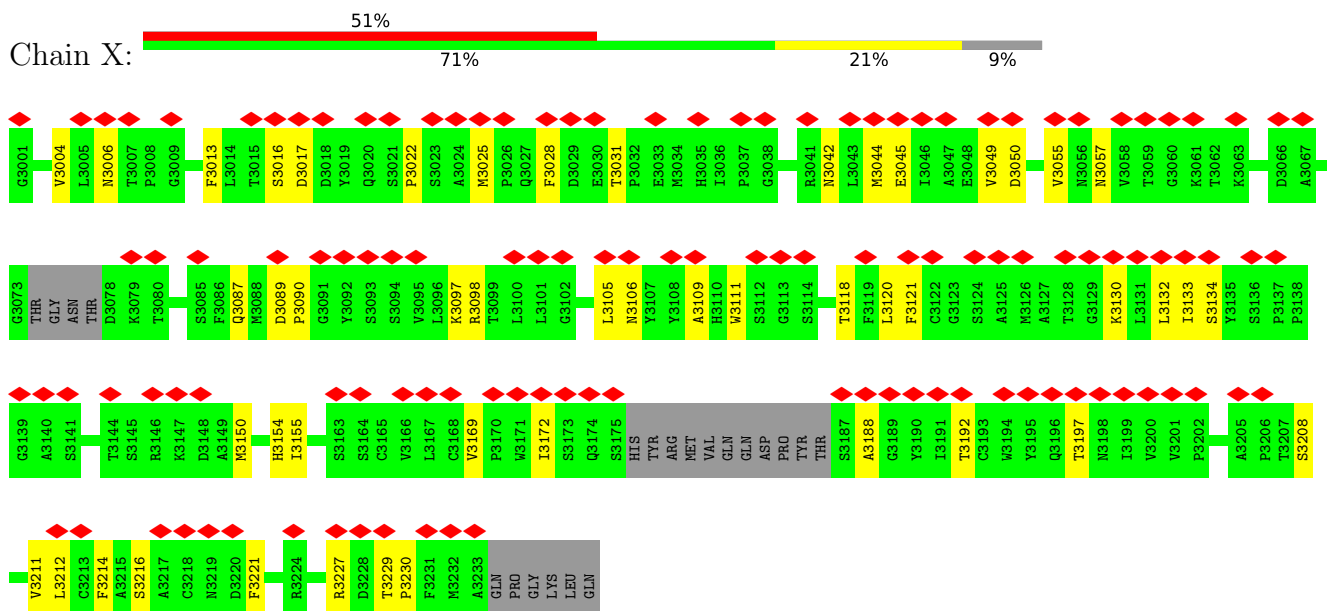 51%
Chain X:
71% 21% 9%
G3001 V3004 L3005 N3006 T3007 P3008 G3009 F3013 L3014 T3015 S3016 D3017 D3018 Y3019 Q3020 S3021 P3022 S3023 A3024 M3025 P3026 Q3027 F3028 D3029 E3030 T3031 P3032 E3033 M3034 H3035 I3036 P3037 G3038 R3041 N3042 L3043 M3044 E3045 I3046 A3047 E3048 V3049 D3050 V3055 N3056 N3057 V3058 T3059 G3060 K3061 T3062 K3063 D3066 A3067
G3073 THR GLY ASN THR D3078 K3079 T3080 S3085 F3086 Q3087 M3088 D3089 P3090 G3091 Y3092 S3093 S3094 V3095 L3096 K3097 R3098 T3099 L3100 L3101 G3102 L3105 N3106 Y3107 Y3108 A3109 H3110 W3111 S3112 G3113 S3114 T3118 F3119 L3120 F3121 C3122 G3123 S3124 A3125 M3126 A3127 T3128 G3129 K3130 L3131 L3132 I3133 S3134 Y3135 S3136 P3137 P3138
G3139 A3140 S3141 T3144 S3145 R3146 K3147 D3148 A3149 M3150 H3154 I3155 S3163 S3164 C3165 V3166 L3167 C3168 V3169 P3170 W3171 I3172 S3173 Q3174 S3175 HIS TYR ARG MET VAL GLN GLN ASP PRO TYR THR S3187 A3188 G3189 Y3190 I3191 T3192 C3193 W3194 Y3195 Q3196 T3197 N3198 I3199 V3200 V3201 P3202 A3205 P3206 T3207 S3208
V3211 L3212 C3213 F3214 A3215 S3216 A3217 C3218 N3219 D3220 F3221 R3224 R3227 D3228 T3229 P3230 F3231 M3232 A3233 GLN PRO GLY LYS LEU GLN